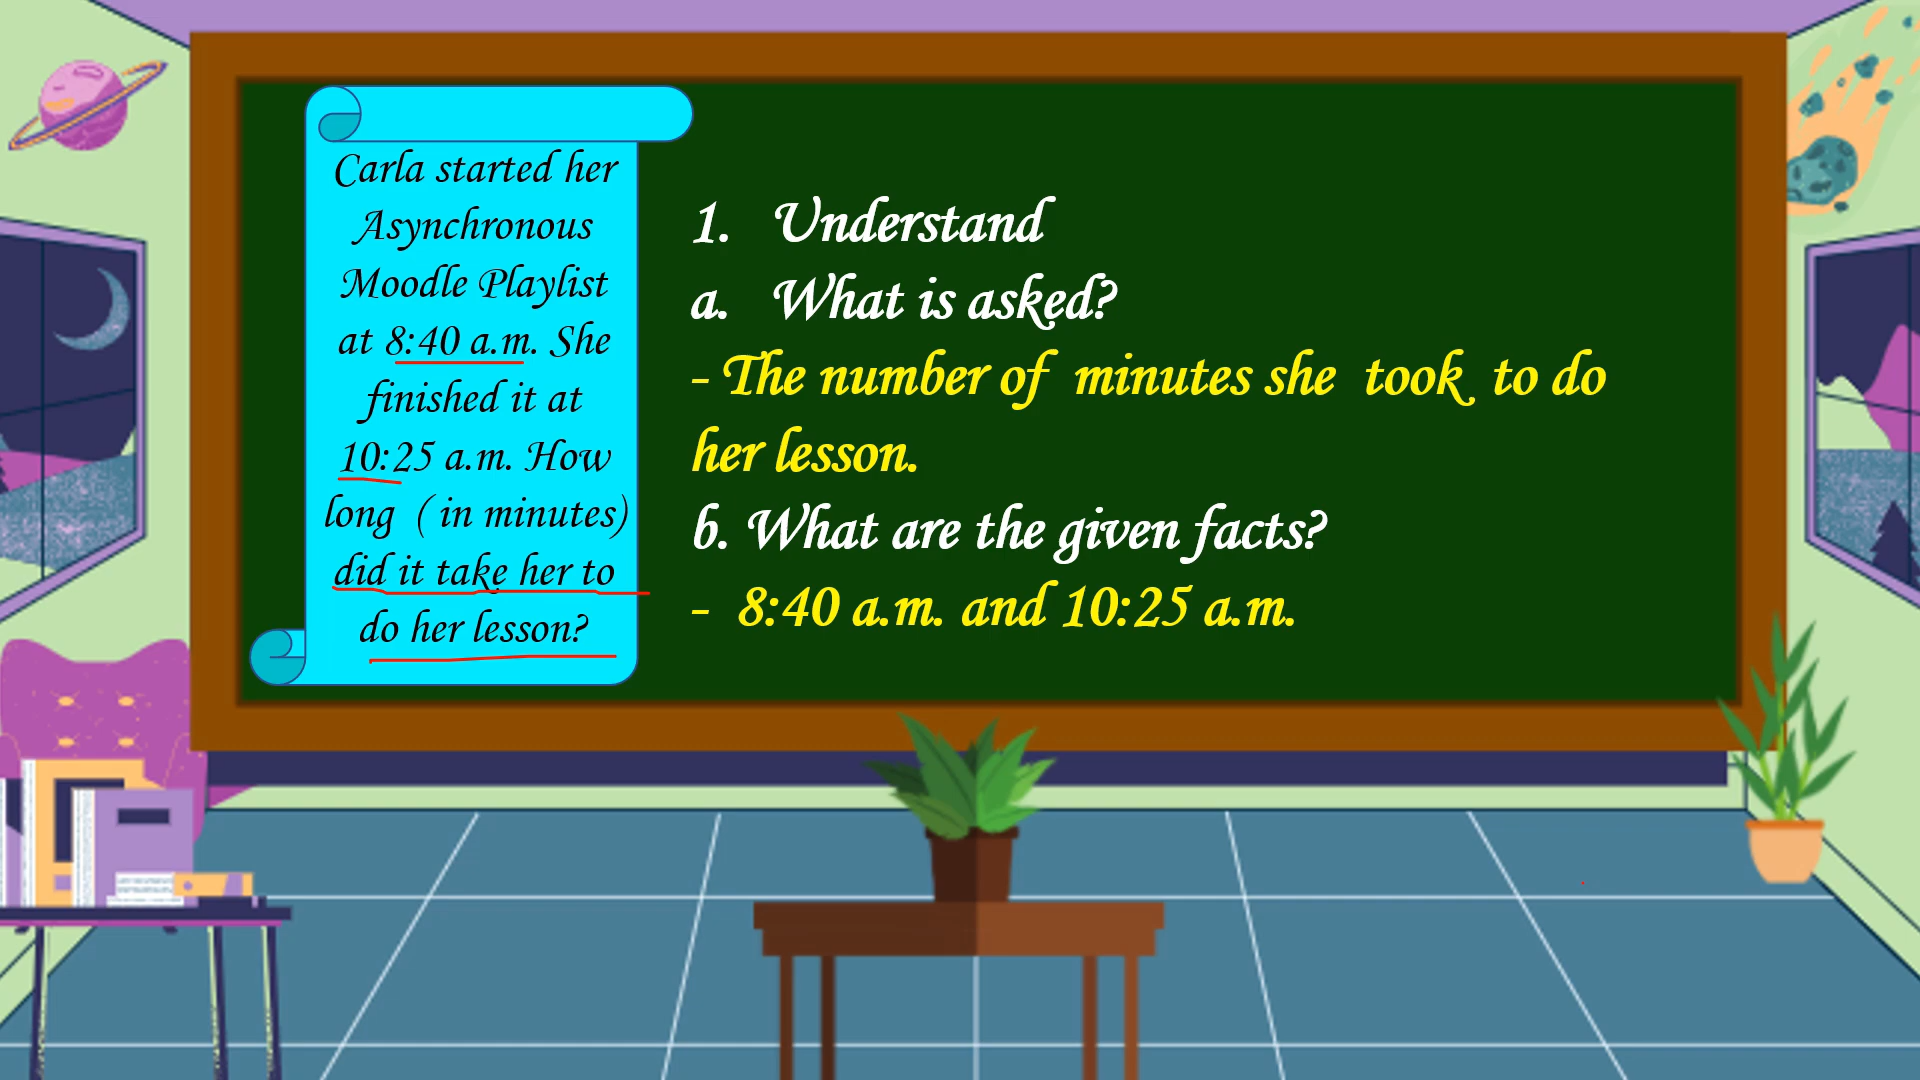 Carla started her
Asynchronous
Moodle Playlist
at 8:40 a.m. She
finished it at
10:25 a.m. How
long ( in minutes)
did it take her to
do her lesson?
1. Understand
a. What is asked?
- The number of minutes she took to do
her lesson.
b. What are the given facts?
- 8:40 a.m. and 10:25 a.m.